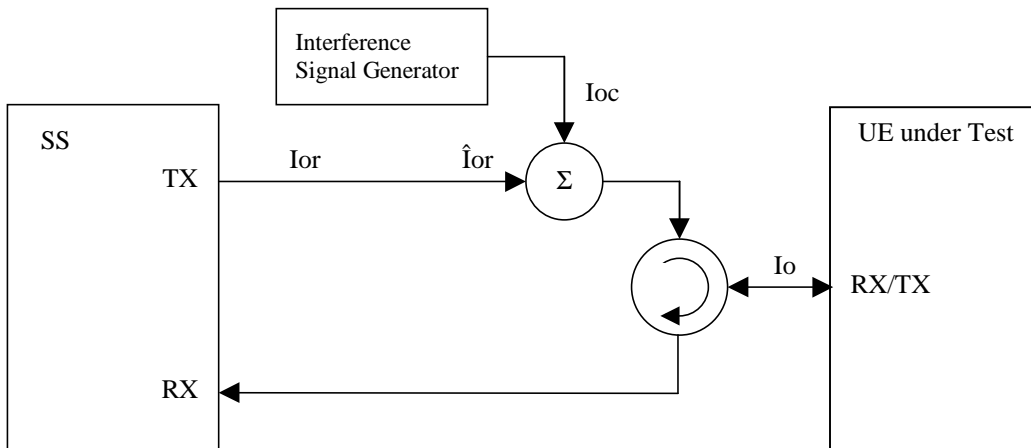 Interference
Signal Generator
Ioc
SS
UE under Test
TX
Ior
Îor
Σ
Io
RX/TX
RX